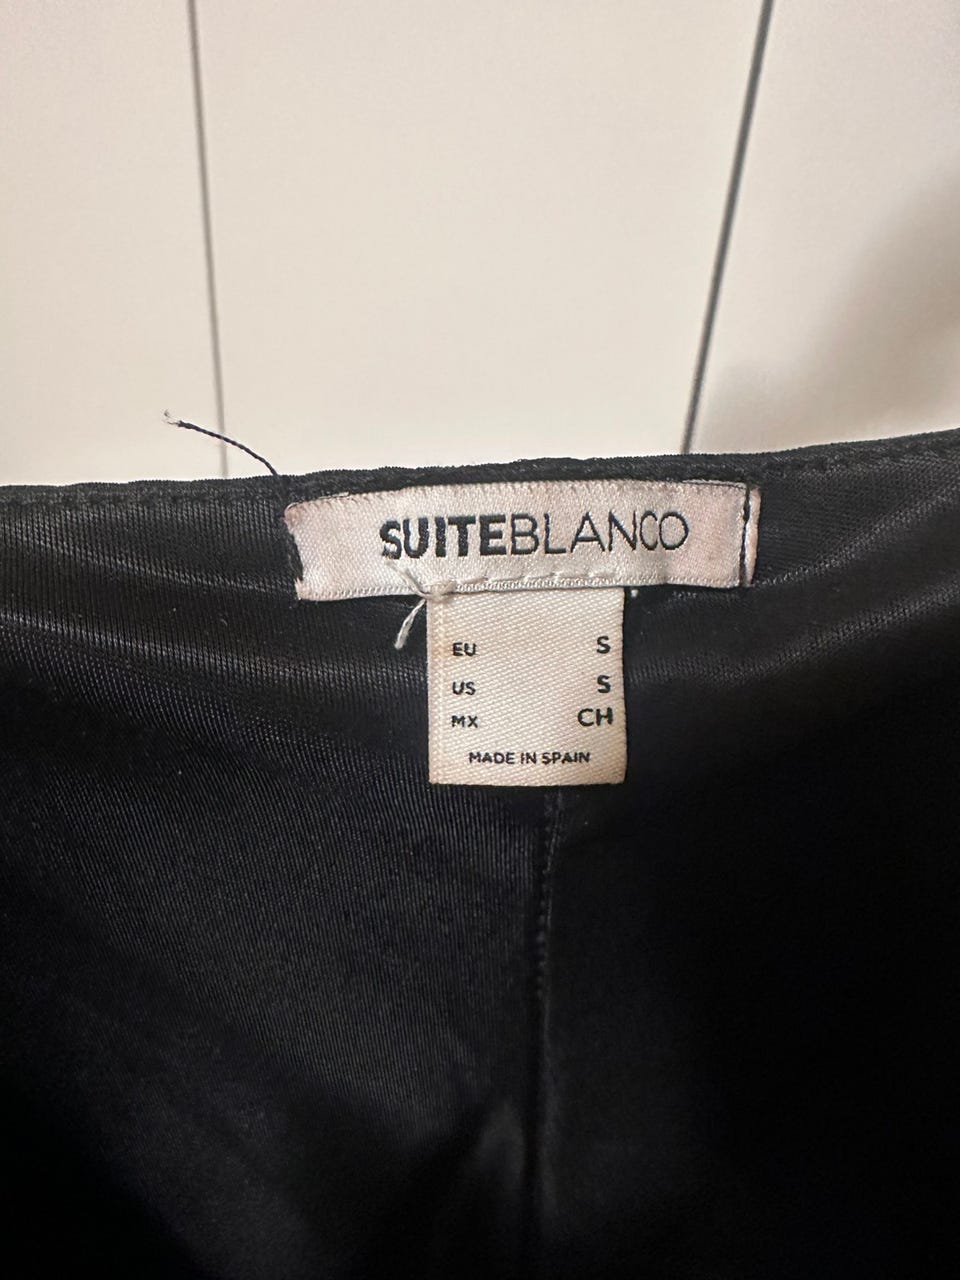 SUITEBLANCO
EU S
US S
MX CH
MADE IN SPAIN